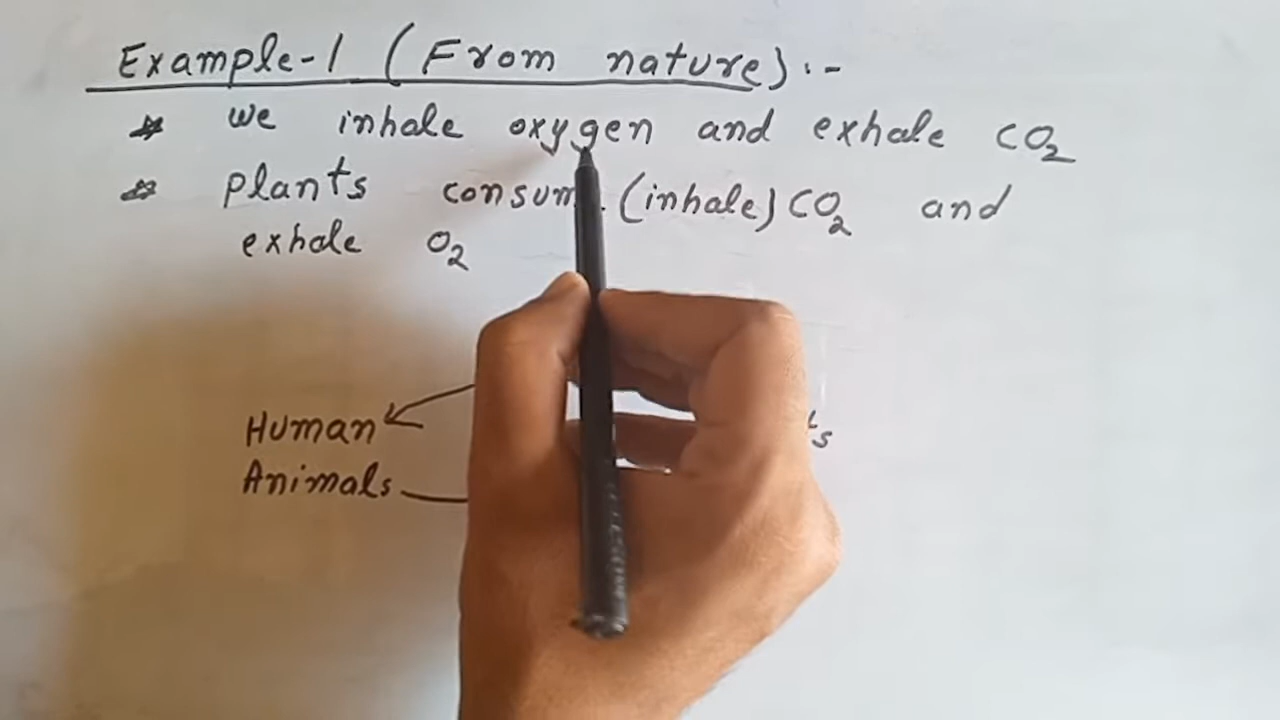 Example-1 (From nature):-
* we inhale oxygen and exhale CO2
* plants consum (inhale) CO2 and
exhale O2
Human
Animals